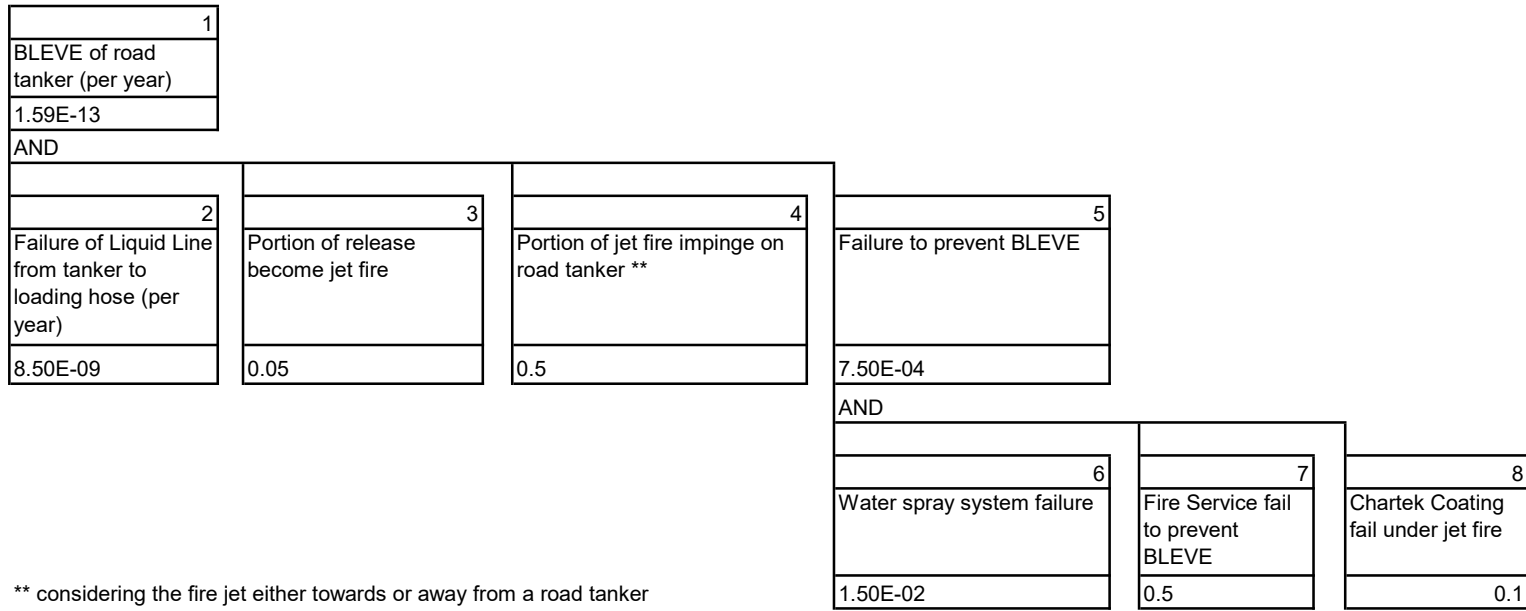 1
BLEVE of road
tanker (per year)
1.59E-13
AND
2
Failure of Liquid Line
from tanker to
loading hose (per
year)
8.50E-09
3
Portion of release
become jet fire
0.05
4
Portion of jet fire impinge on
road tanker **
0.5
5
Failure to prevent BLEVE
7.50E-04
AND
6
Water spray system failure
1.50E-02
7
Fire Service fail
to prevent
BLEVE
0.5
8
Chartek Coating
fail under jet fire
0.1
** considering the fire jet either towards or away from a road tanker